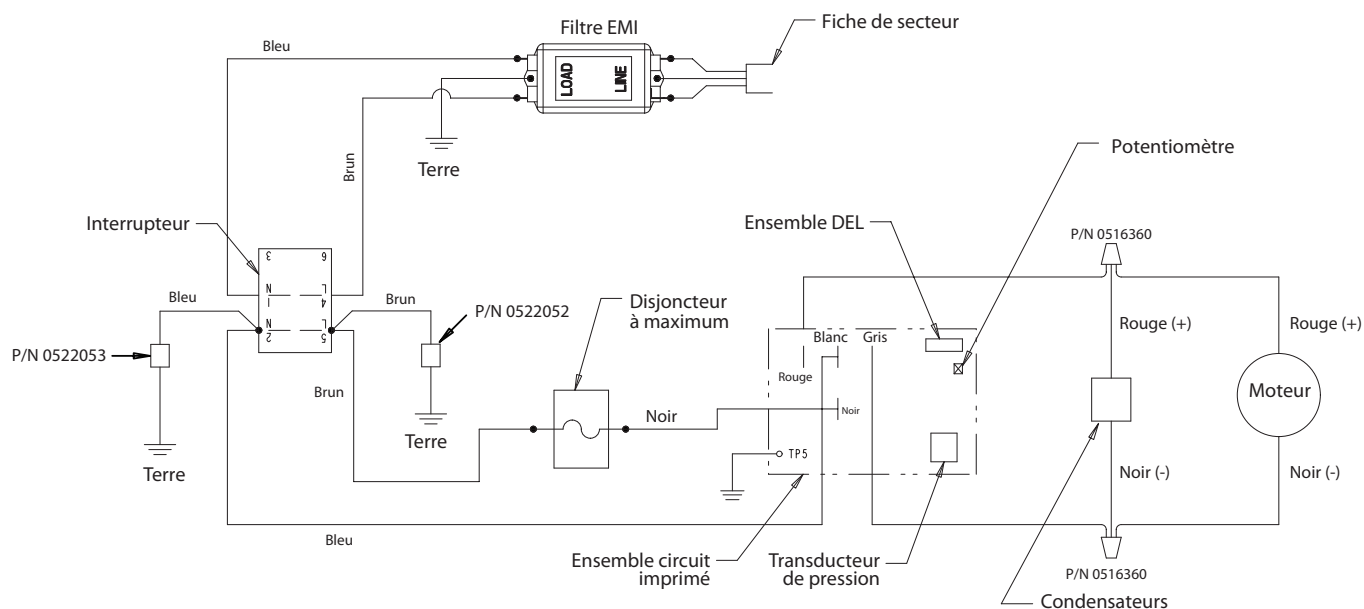 Filtre EMI
Fiche de secteur
Bleu
LOAD
LINE
Terre
Brun
Potentiomètre
Interrupteur
Ensemble DEL
P/N 0516360
3
6
N
L
1
4
N
L
2
5
Bleu
Brun
P/N 0522052
Disjoncteur
à maximum
P/N 0522053
Rouge (+)
Rouge (+)
Blanc
Gris
Rouge
Moteur
Brun
Noir
Noir
Terre
Terre
TP5
Noir (-)
Noir (-)
Bleu
Ensemble circuit
imprimé
Transducteur
de pression
P/N 0516360
Condensateurs